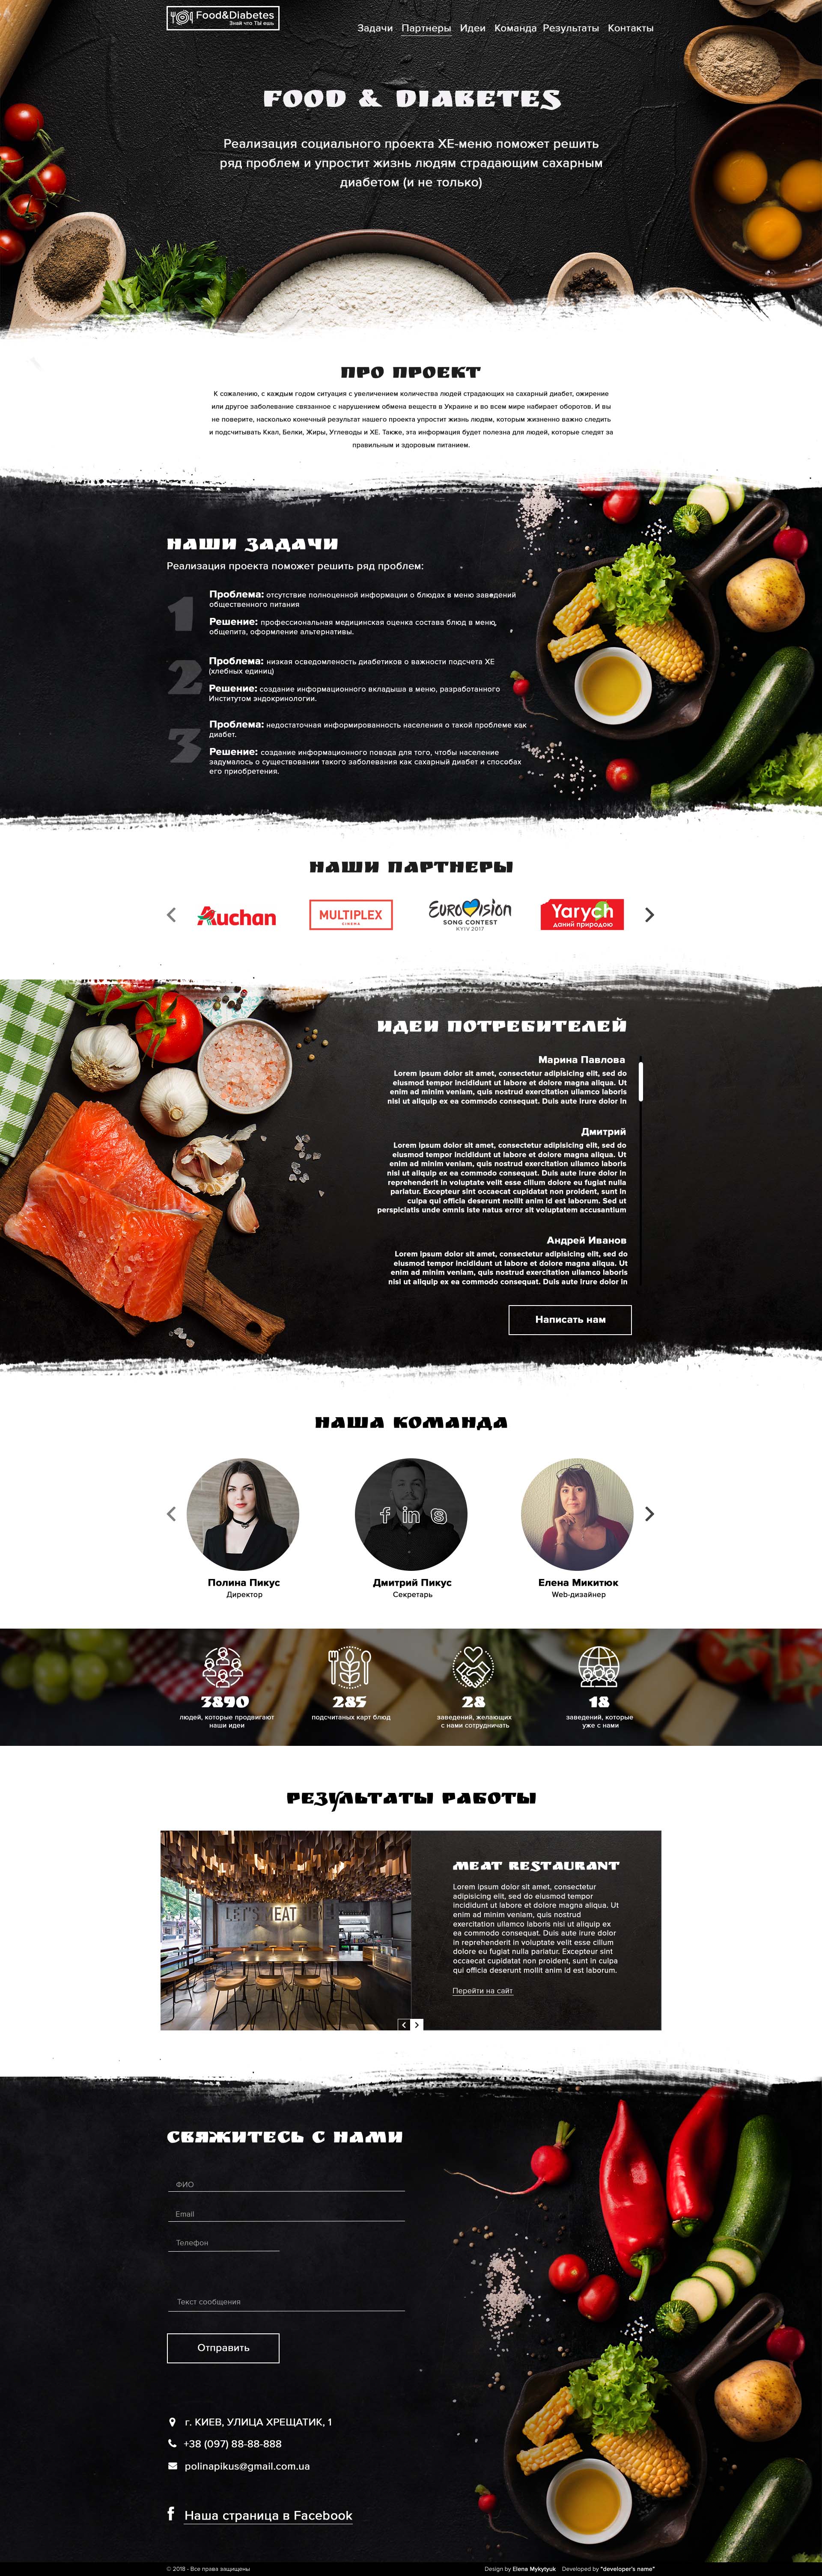 Food&Diabetes
Знай что ТЫ ешь
Задачи Партнеры Идеи Команда Результаты Контакты
FOOD & DIABETES
Реализация социального проекта ХЕ-меню поможет решить
ряд проблем и упростит жизнь людям страдающим сахарным
диабетом (и не только)
ПРО ПРОЕКТ
К сожалению, с каждым годом ситуация с увеличением количества людей страдающих на сахарный диабет, ожирение
или другое заболевание связанное с нарушением обмена веществ в Украине и во всем мире набирает оборотов. И вы
не поверите, насколько конечный результат нашего проекта упростит жизнь людям, которым жизненно важно следить
и подсчитывать Ккал, Белки, Жиры, Углеводы и ХЕ. Также, эта информация будет полезна для людей, которые следят за
правильным и здоровым питанием.
НАШИ ЗАДАЧИ
Реализация проекта поможет решить ряд проблем:
1
Проблема: отсутствие полноценной информации о блюдах в меню заведений
общественного питания
Решение: профессиональная медицинская оценка состава блюд в меню,
общепита, оформление альтернативы.
2
Проблема: низкая осведомленность диабетиков о важности подсчета ХЕ
(хлебных единиц)
Решение: создание информационного вкладыша в меню, разработанного
Институтом эндокринологии.
3
Проблема: недостаточная информированность населения о такой проблеме как
диабет.
Решение: создание информационного повода для того, чтобы население
задумалось о существовании такого заболевания как сахарный диабет и способах
его приобретения.
НАШИ ПАРТНЕРЫ
Auchan
MULTIPLEX
CINEMA
EUROVISION
SONG CONTEST
KYIV 2017
Yarych
даний природою
ИДЕИ ПОТРЕБИТЕЛЕЙ
Марина Павлова
Lorem ipsum dolor sit amet, consectetur adipisicing elit, sed do
eiusmod tempor incididunt ut labore et dolore magna aliqua. Ut
enim ad minim veniam, quis nostrud exercitation ullamco laboris
nisi ut aliquip ex ea commodo consequat. Duis aute irure dolor in
Дмитрий
Lorem ipsum dolor sit amet, consectetur adipisicing elit, sed do
eiusmod tempor incididunt ut labore et dolore magna aliqua. Ut
enim ad minim veniam, quis nostrud exercitation ullamco laboris
nisi ut aliquip ex ea commodo consequat. Duis aute irure dolor in
reprehenderit in voluptate velit esse cillum dolore eu fugiat nulla
pariatur. Excepteur sint occaecat cupidatat non proident, sunt in
culpa qui officia deserunt mollit anim id est laborum. Sed ut
perspiciatis unde omnis iste natus error sit voluptatem accusantium
Андрей Иванов
Lorem ipsum dolor sit amet, consectetur adipisicing elit, sed do
eiusmod tempor incididunt ut labore et dolore magna aliqua. Ut
enim ad minim veniam, quis nostrud exercitation ullamco laboris
nisi ut aliquip ex ea commodo consequat. Duis aute irure dolor in
Написать нам
НАША КОМАНДА
Полина Пикус
Директор
f in S
Дмитрий Пикус
Секретарь
Елена Микитюк
Web-дизайнер
3890
людей, которые продвигают
наши идеи
285
подсчитаных карт блюд
28
заведений, желающих
с нами сотрудничать
18
заведений, которые
уже с нами
РЕЗУЛЬТАТЫ РАБОТЫ
LET'S MEAT
MEAT RESTAURANT
Lorem ipsum dolor sit amet, consectetur
adipisicing elit, sed do eiusmod tempor
incididunt ut labore et dolore magna aliqua. Ut
enim ad minim veniam, quis nostrud
exercitation ullamco laboris nisi ut aliquip ex
ea commodo consequat. Duis aute irure dolor
in reprehenderit in voluptate velit esse cillum
dolore eu fugiat nulla pariatur. Excepteur sint
occaecat cupidatat non proident, sunt in culpa
qui officia deserunt mollit anim id est laborum.
Перейти на сайт
СВЯЖИТЕСЬ С НАМИ
ФИО
Email
Телефон
Текст сообщения
Отправить
г. КИЕВ, УЛИЦА ХРЕЩАТИК, 1
+38 (097) 88-88-888
polinapikus@gmail.com.ua
f Наша страница в Facebook
© 2018 - Все права защищены
Design by Elena Mykytyuk Developed by "developer's name"